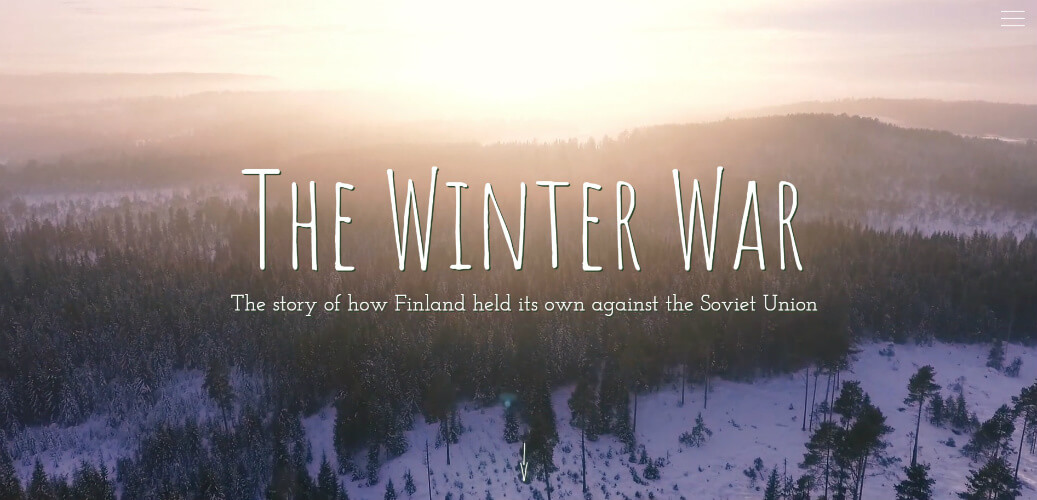 The Winter War
The story of how Finland held its own against the Soviet Union